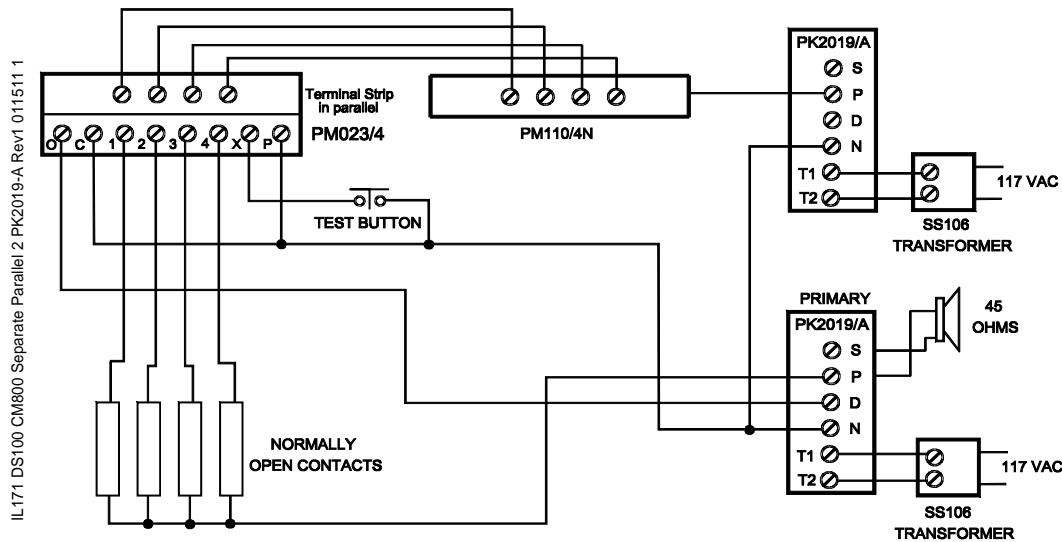 IL171 DS100 CM800 Separate Parallel 2 PK2019-A Rev1 011511 1
Terminal Strip
in parallel
PM023/4
O C 1 2 3 4 X P
PM110/4N
TEST BUTTON
NORMALLY
OPEN CONTACTS
PK2019/A
S
P
D
N
T1
T2
117 VAC
SS106
TRANSFORMER
PRIMARY
PK2019/A
S
P
D
N
T1
T2
45
OHMS
117 VAC
SS106
TRANSFORMER